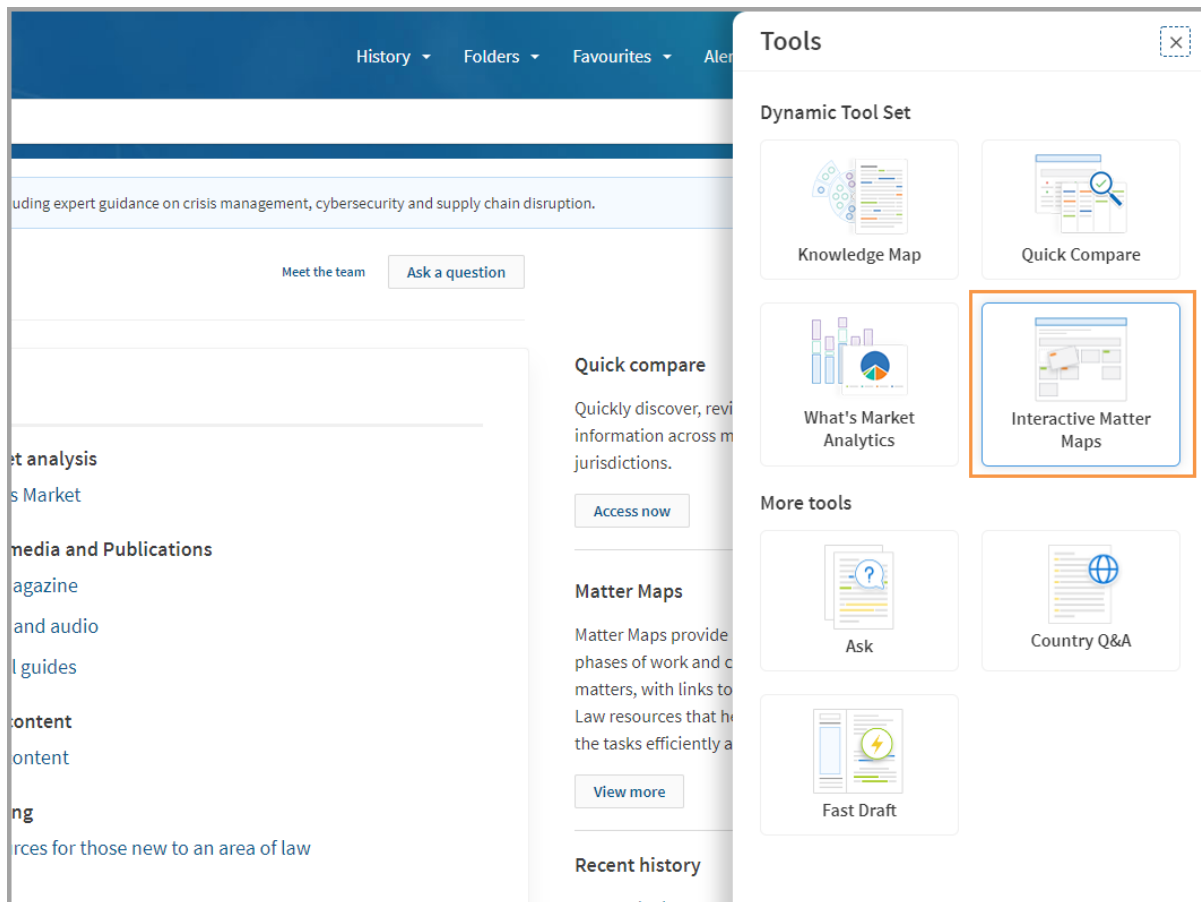 History
Folders
Favourites
Aler
uding expert guidance on crisis management, cybersecurity and supply chain disruption.
Meet the team
Ask a question
et analysis
s Market
media and Publications
agazine
and audio
l guides
content
ontent
ng
rces for those new to an area of law
Quick compare
Quickly discover, revi
information across m
jurisdictions.
Access now
Matter Maps
Matter Maps provide
phases of work and c
matters, with links to
Law resources that he
the tasks efficiently a
View more
Recent history
Tools
Dynamic Tool Set
Knowledge Map
Quick Compare
What's Market
Analytics
Interactive Matter
Maps
More tools
Ask
Country Q&A
Fast Draft